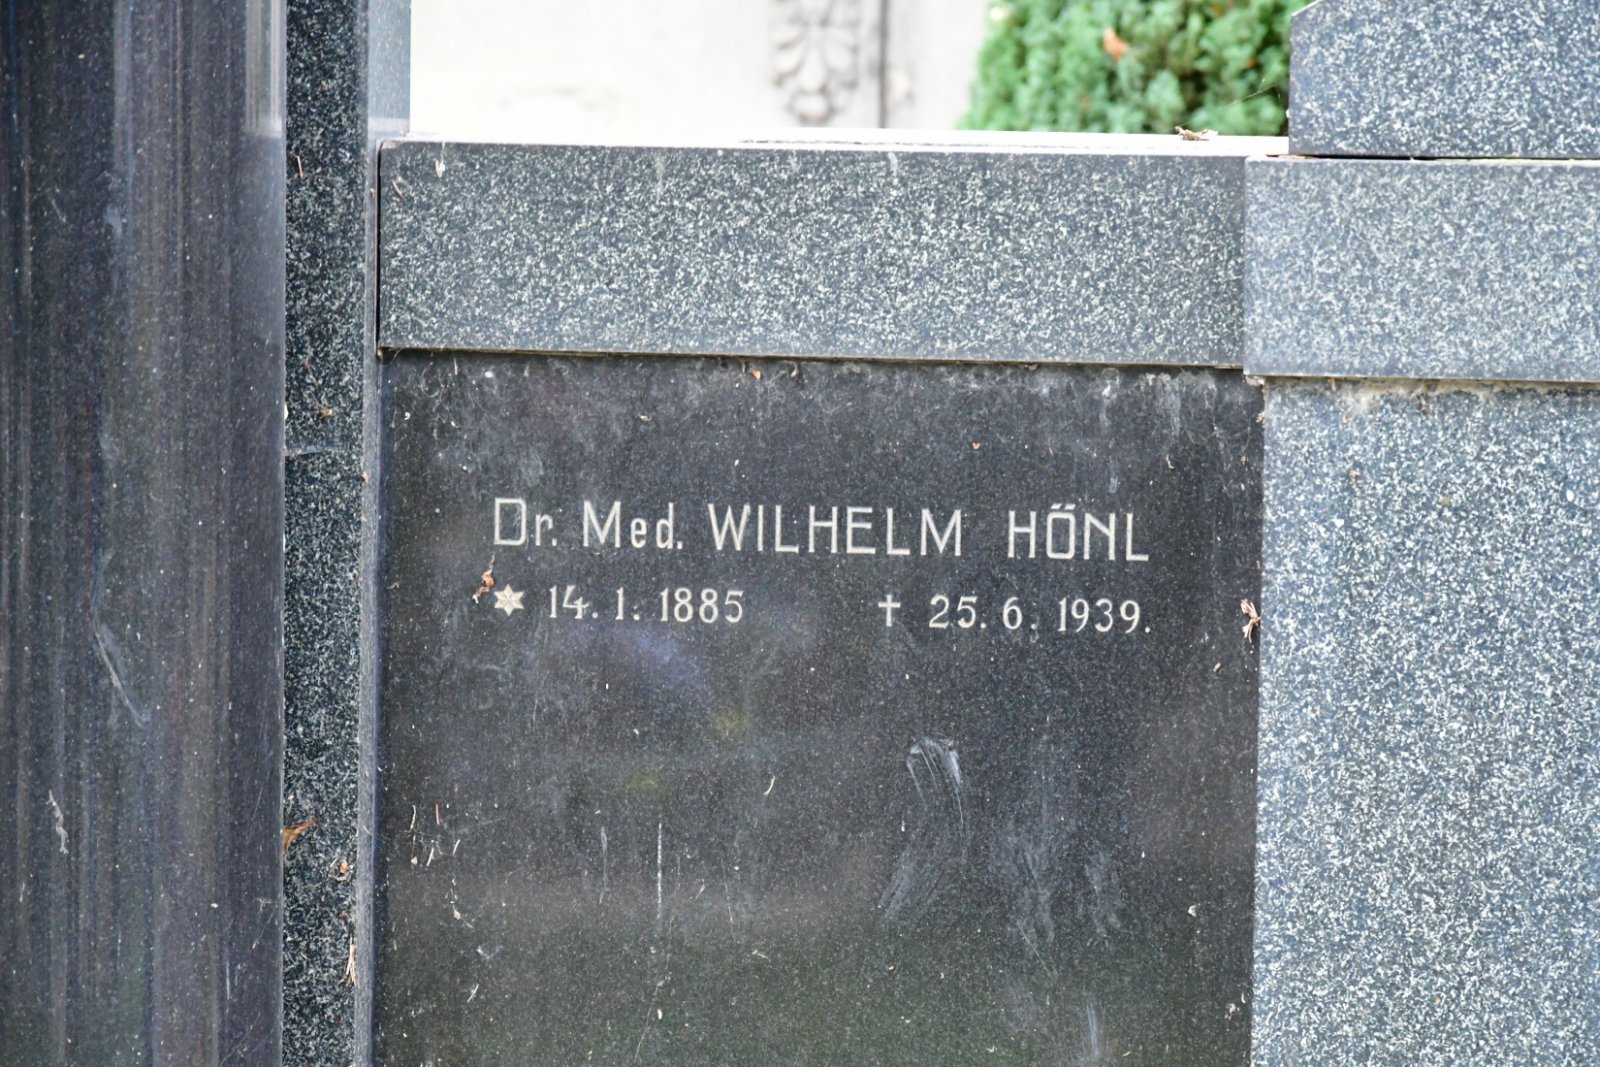 Dr. Med. WILHELM HÖNL
✶ 14. 1. 1885 † 25. 6. 1939.